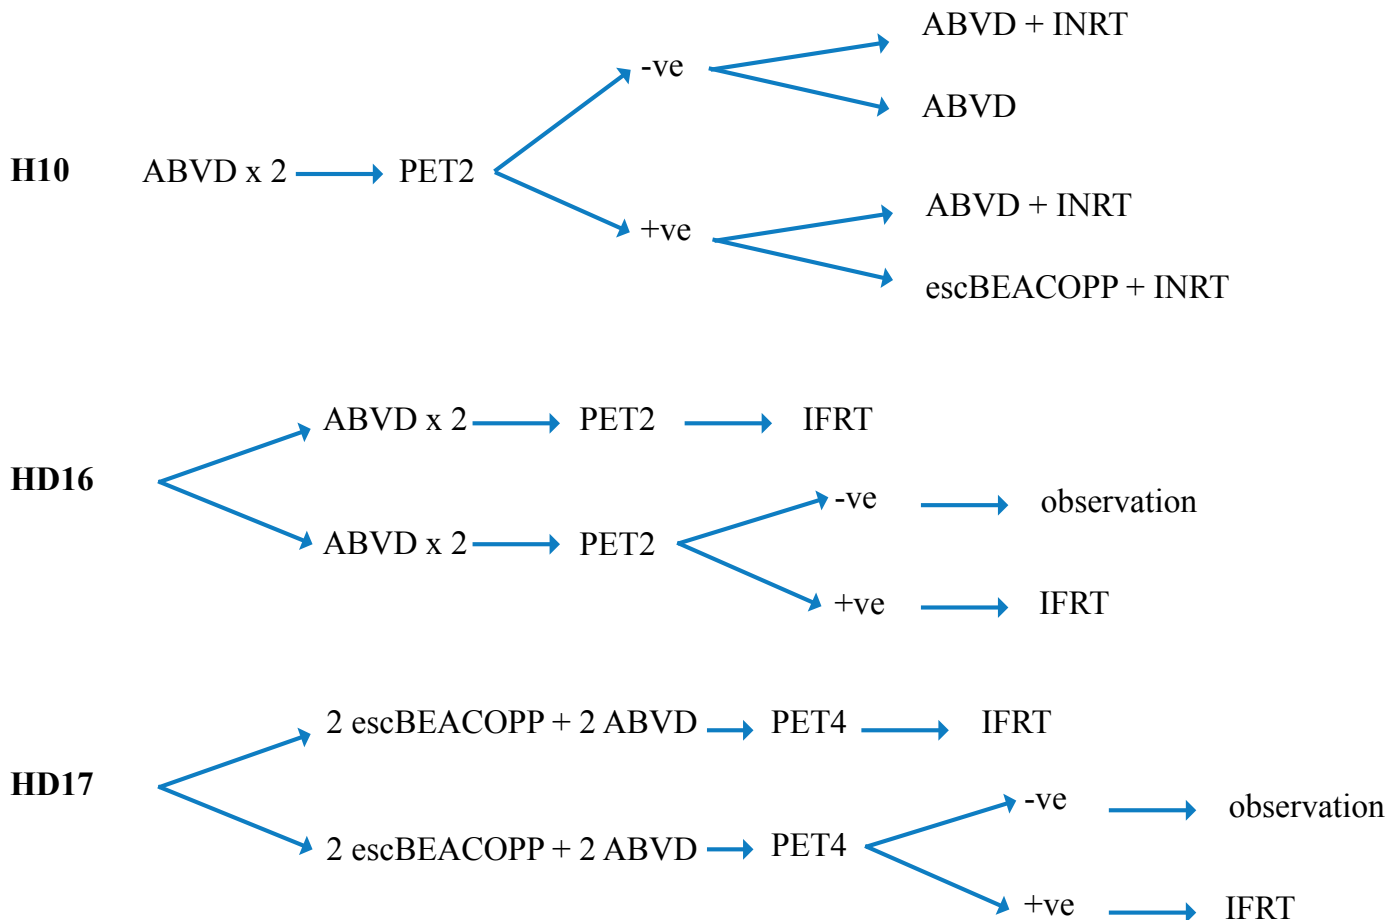 ABVD + INRT
-ve
ABVD
H10 ABVD x 2 PET2
ABVD + INRT
+ve
escBEACOPP + INRT
ABVD x 2 PET2 IFRT
HD16
-ve observation
ABVD x 2 PET2
+ve IFRT
2 escBEACOPP + 2 ABVD PET4 IFRT
HD17
-ve observation
2 escBEACOPP + 2 ABVD PET4
+ve IFRT